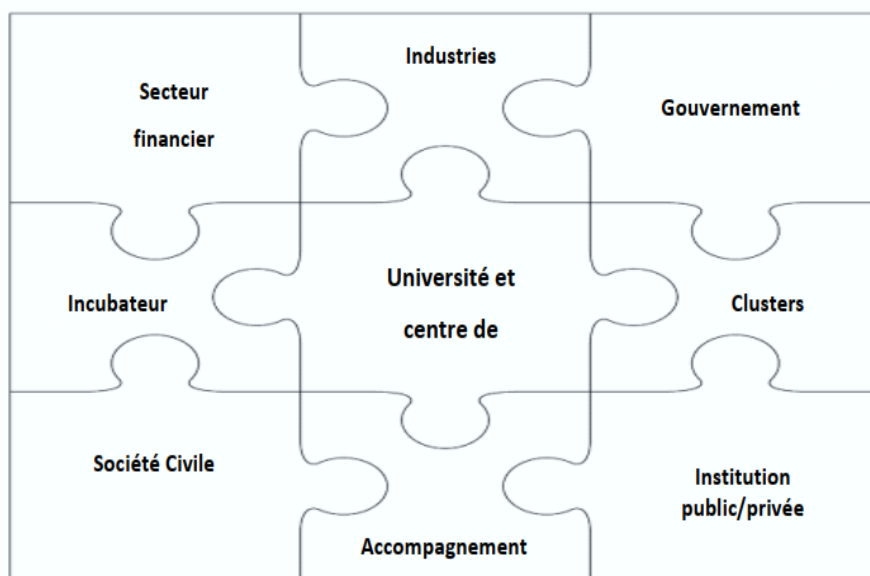 Industries
Secteur
financier
Gouvernement
Université et
centre de
Incubateur
Clusters
Société Civile
Institution
public/privée
Accompagnement